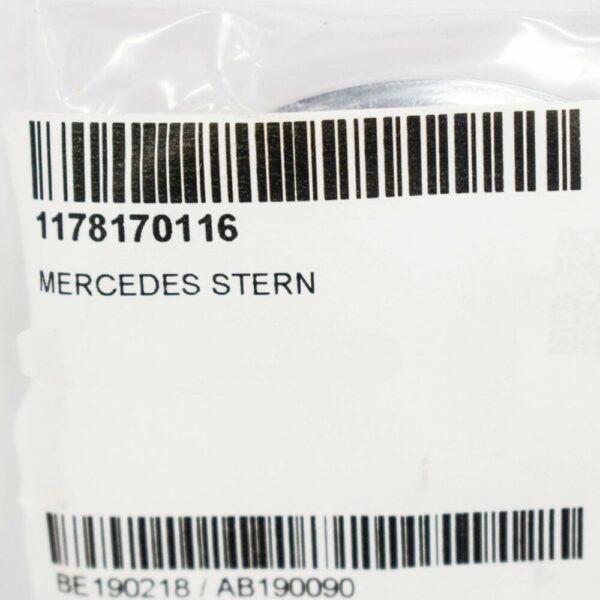 1178170116
MERCEDES STERN
BE190218 / AB190090